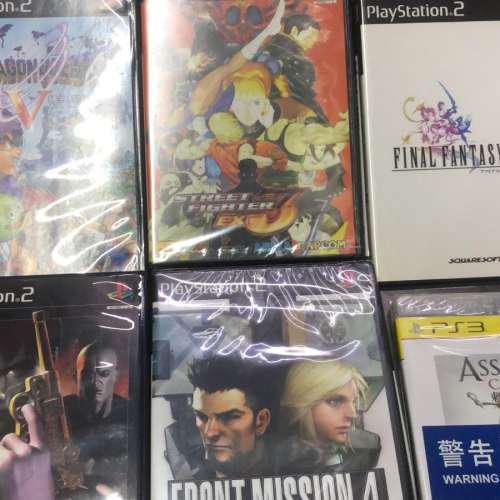 on 2
DRAGON QUEST
V
STREET
FIGHTER
EX3
CAPCOM
PlayStation 2
FINAL FANTASY
SQUARESOFT
on 2
PlayStation 2
FRONT MISSION 4
PS3
ASS
警告
WARNING